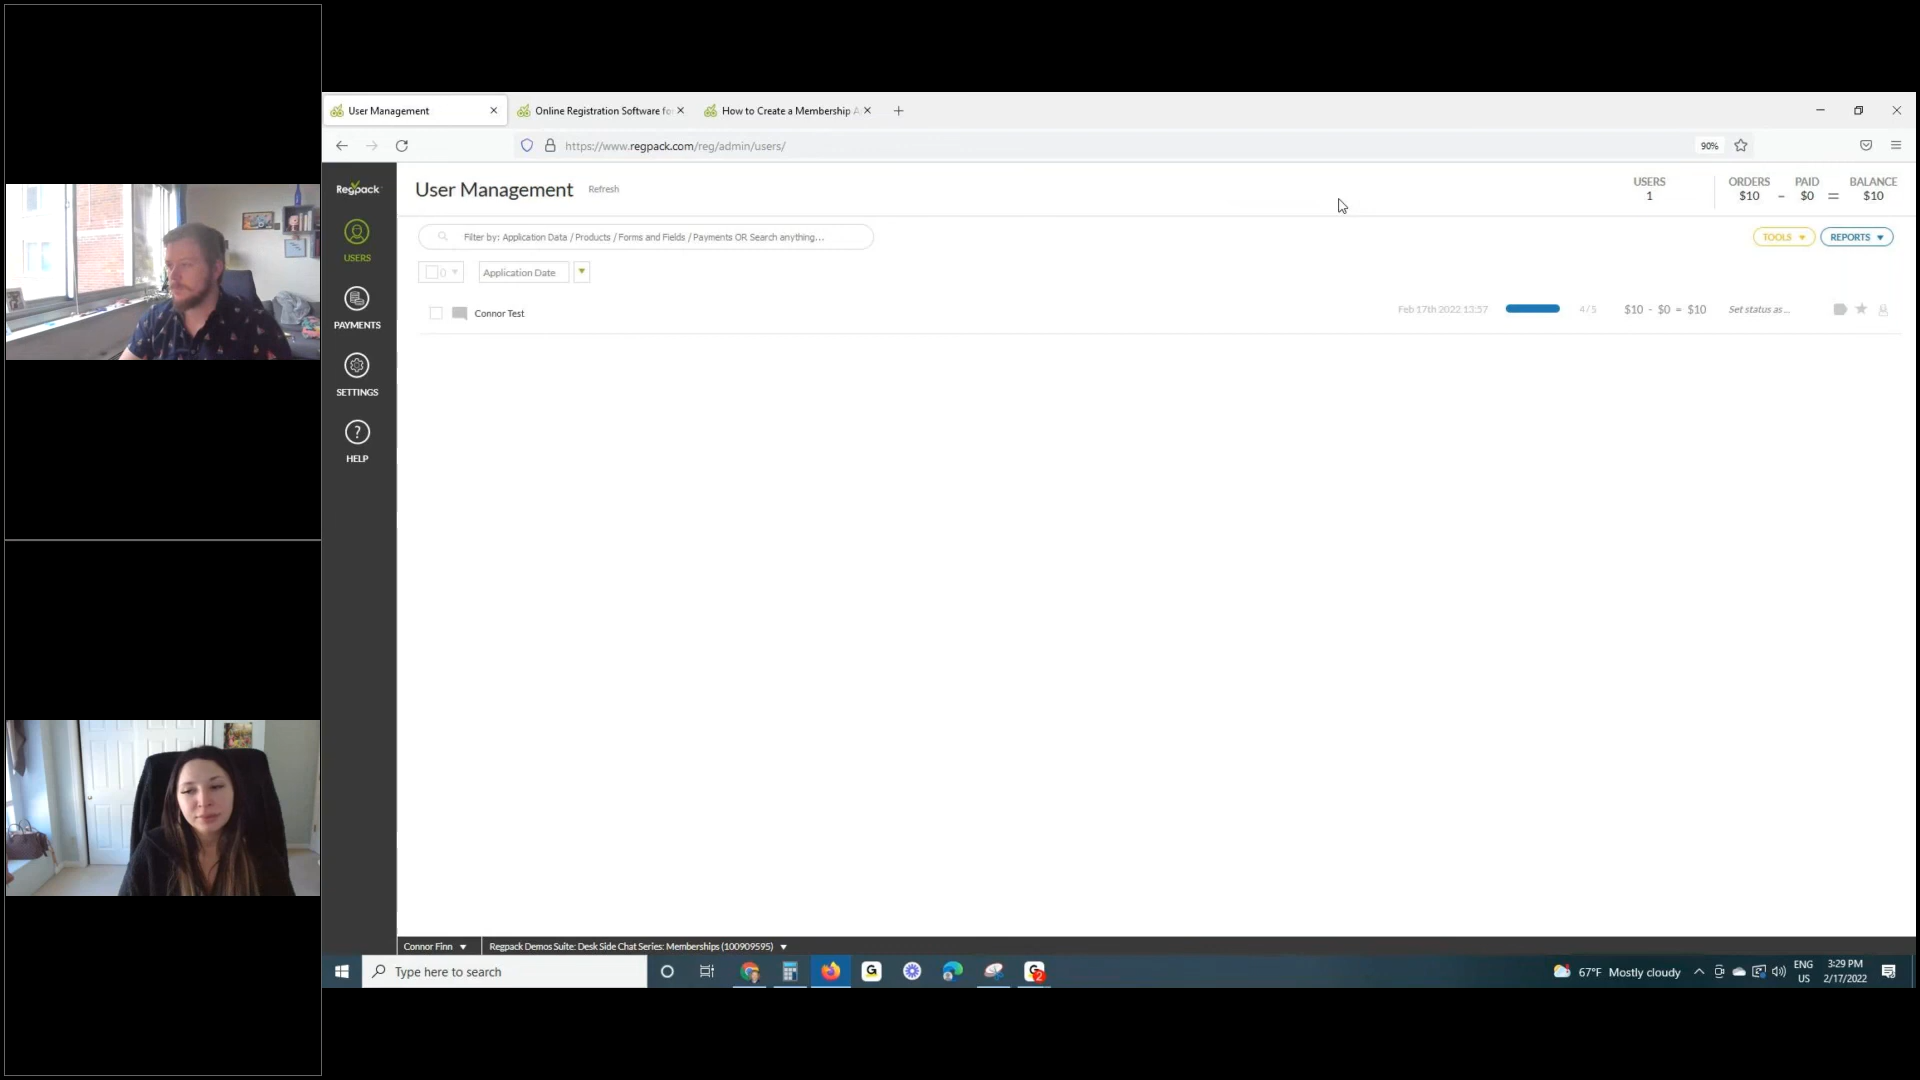 User Management
Online Registration Software fo
How to Create a Membership A
https://www.regpack.com/reg/admin/users/
90%
Regpack
User Management
Refresh
USERS
1
ORDERS
$10
-
PAID
$0
=
BALANCE
$10
USERS
PAYMENTS
SETTINGS
HELP
Filter by: Application Data / Products / Forms and Fields / Payments OR Search anything...
TOOLS
REPORTS
0
Application Date
Connor Test
Feb 17th 2022 13:57
4/5
$10 - $0 = $10
Set status as ...
Connor Finn
Regpack Demos Suite: Desk Side Chat Series: Memberships (100909595)
Type here to search
G
G
2
67°F Mostly cloudy
ENG
US
3:29 PM
2/17/2022